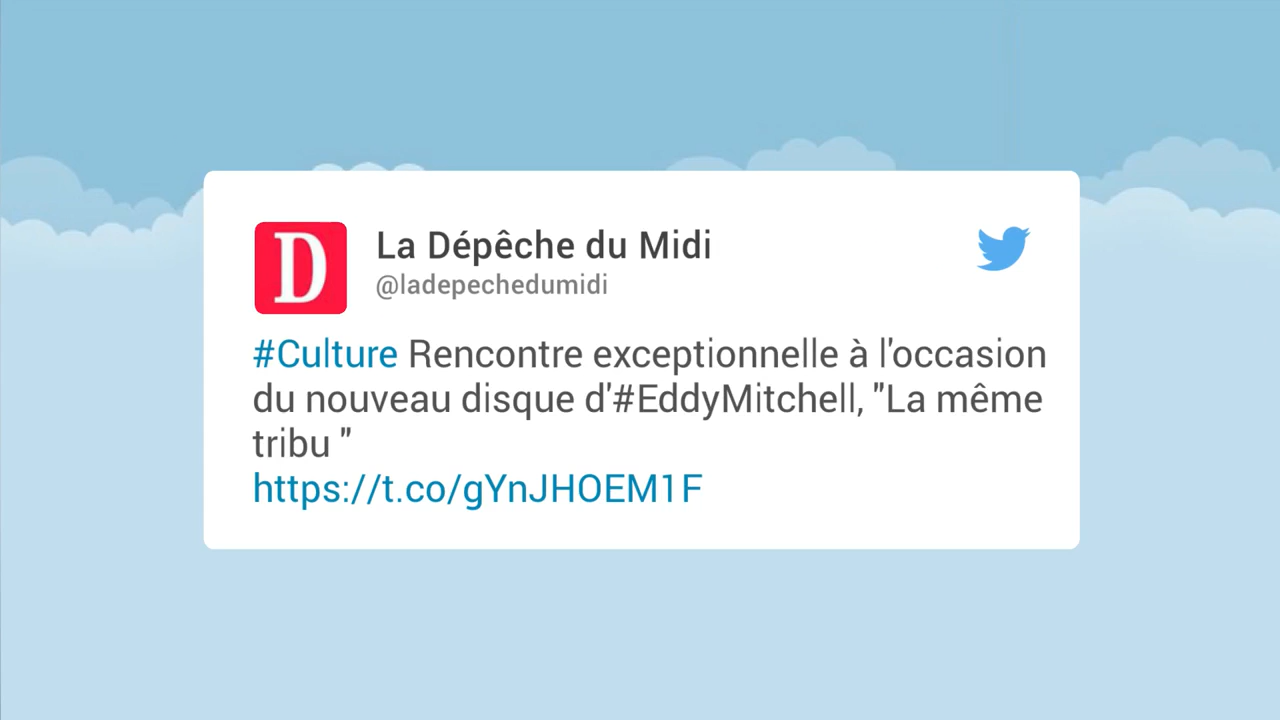 D
La Dépêche du Midi
@ladepechedumidi
#Culture Rencontre exceptionnelle à l'occasion
du nouveau disque d'#EddyMitchell, "La même
tribu "
https://t.co/gYnJHOEM1F